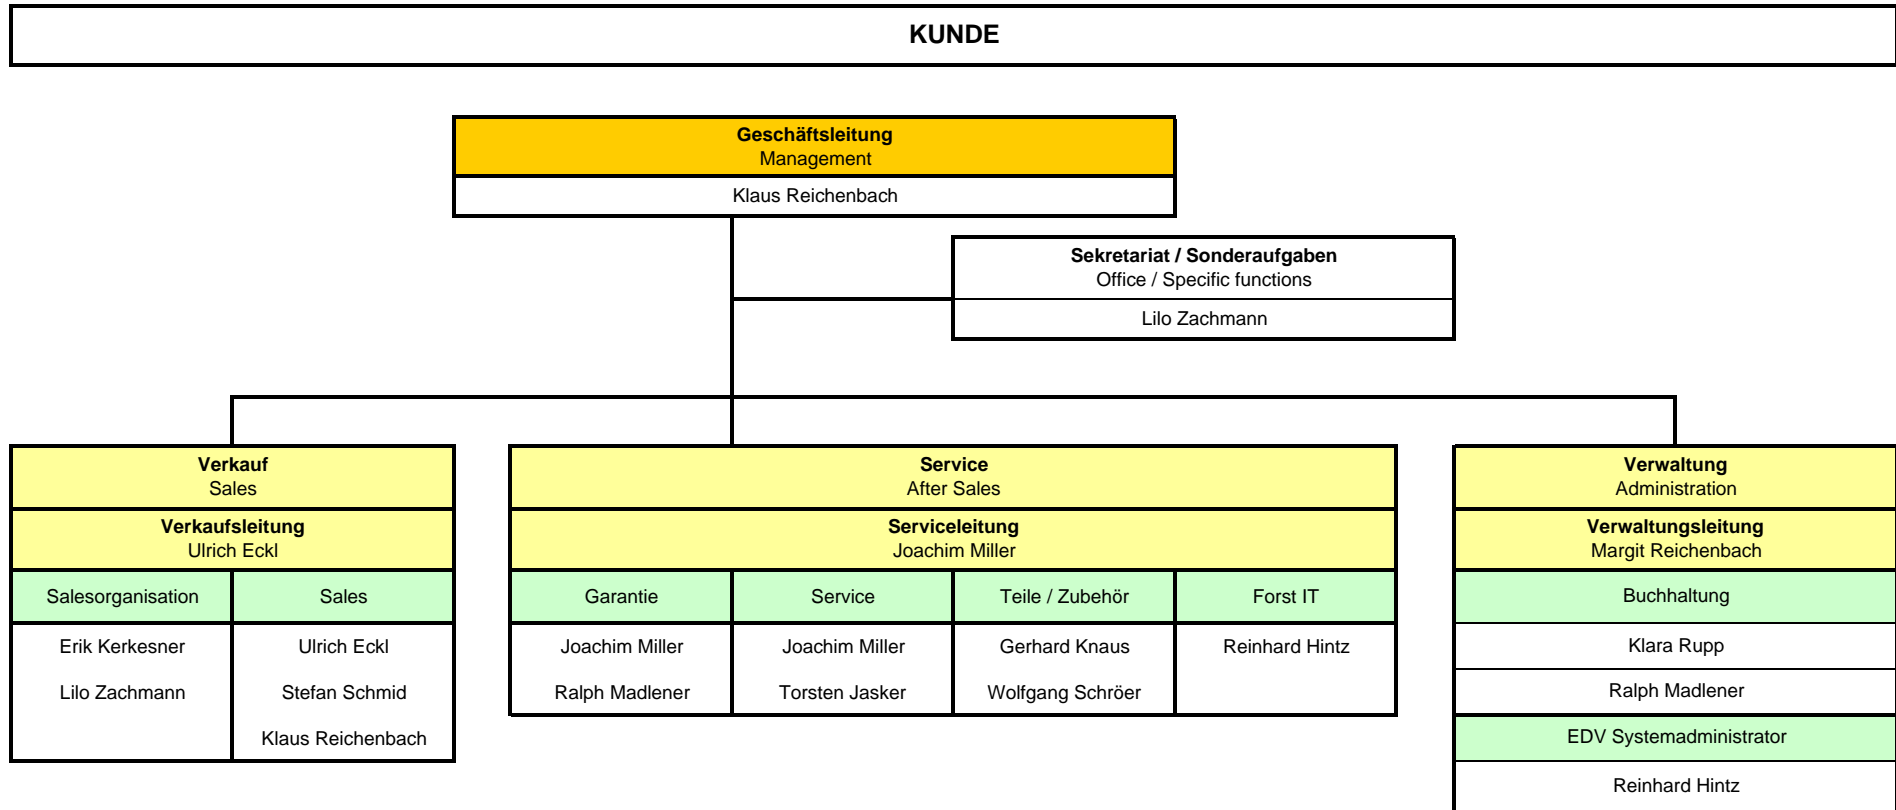 KUNDE
Geschäftsleitung
Management
Klaus Reichenbach
Sekretariat / Sonderaufgaben
Office / Specific functions
Lilo Zachmann
Verkauf
Sales
Verkaufsleitung
Ulrich Eckl
Salesorganisation
Sales
Erik Kerkesner
Lilo Zachmann
Ulrich Eckl
Stefan Schmid
Klaus Reichenbach
Service
After Sales
Serviceleitung
Joachim Miller
Garantie
Service
Teile / Zubehör
Forst IT
Joachim Miller
Ralph Madlener
Joachim Miller
Torsten Jasker
Gerhard Knaus
Wolfgang Schröer
Reinhard Hintz
Verwaltung
Administration
Verwaltungsleitung
Margit Reichenbach
Buchhaltung
Klara Rupp
Ralph Madlener
EDV Systemadministrator
Reinhard Hintz